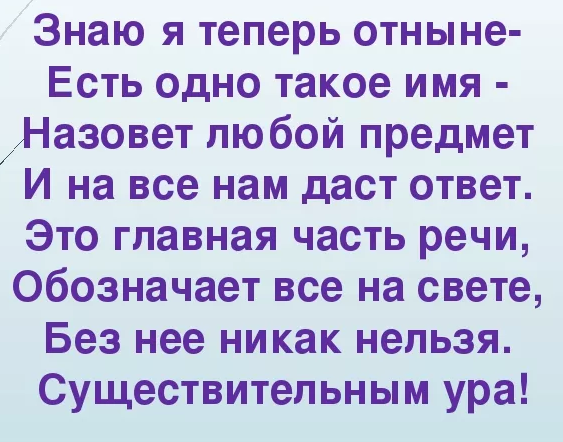 Знаю я теперь отныне-
Есть одно такое имя -
Назовет любой предмет
И на все нам даст ответ.
Это главная часть речи,
Обозначает все на свете,
Без нее никак нельзя.
Существительным ура!